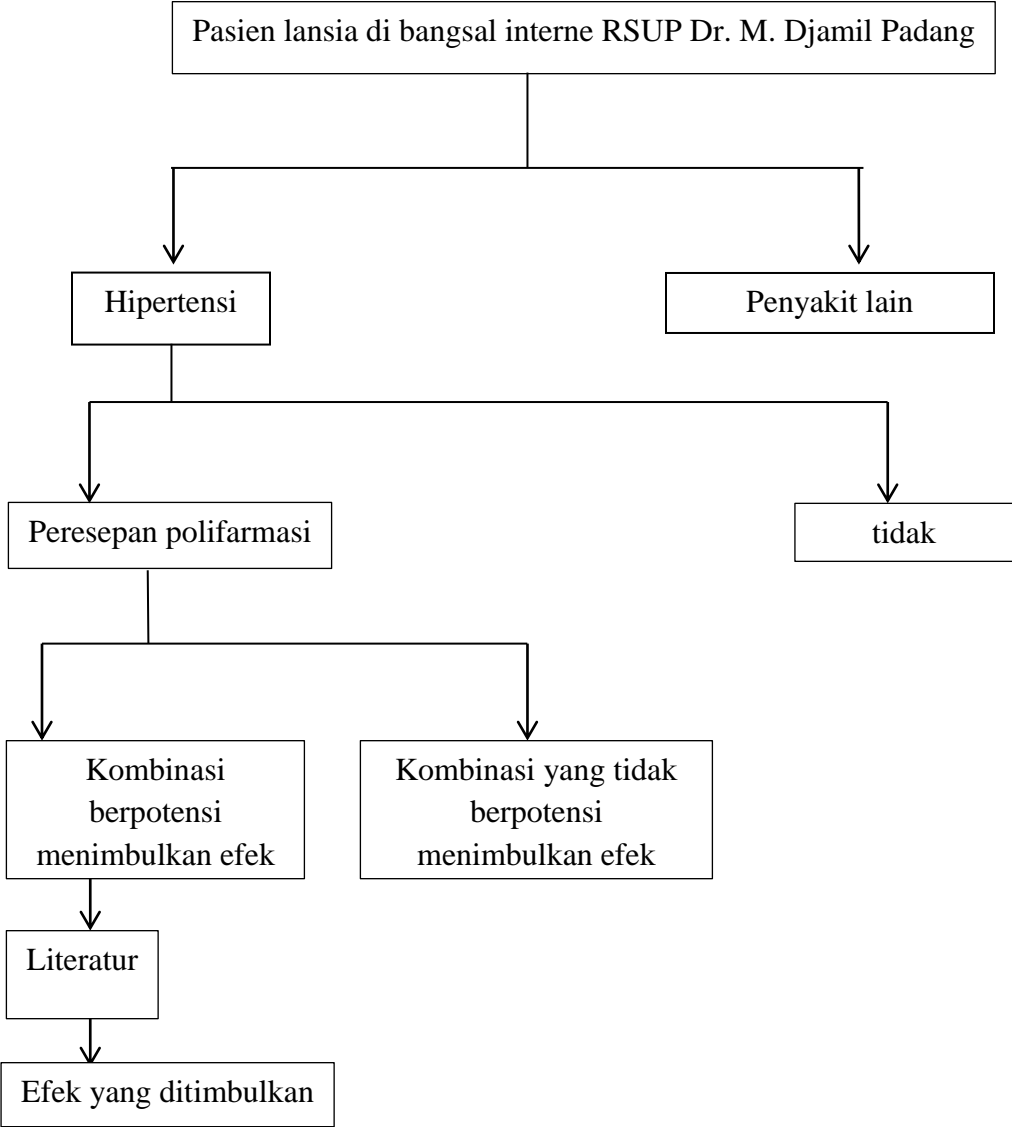 Pasien lansia di bangsal interne RSUP Dr. M. Djamil Padang
Hipertensi
Penyakit lain
Peresepan polifarmasi
tidak
Kombinasi
berpotensi
menimbulkan efek
Kombinasi yang tidak
berpotensi
menimbulkan efek
Literatur
Efek yang ditimbulkan